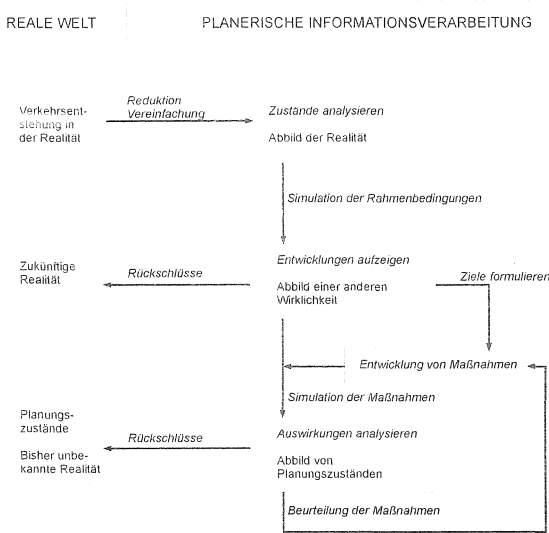 REALE WELT
PLANERISCHE INFORMATIONSVERARBEITUNG
Reduktion
Vereinfachung
Verkehrsent-
stehung in
der Realität
Zustände analysieren
Abbild der Realität
Simulation der Rahmenbedingungen
Zukünftige
Realität
Rückschlüsse
Entwicklungen aufzeigen
Abbild einer anderen
Wirklichkeit
Ziele formulieren
Entwicklung von Maßnahmen
Simulation der Maßnahmen
Planungs-
zustände
Bisher unbe-
kannte Realität
Rückschlüsse
Auswirkungen analysieren
Abbild von
Planungszuständen
Beurteilung der Maßnahmen